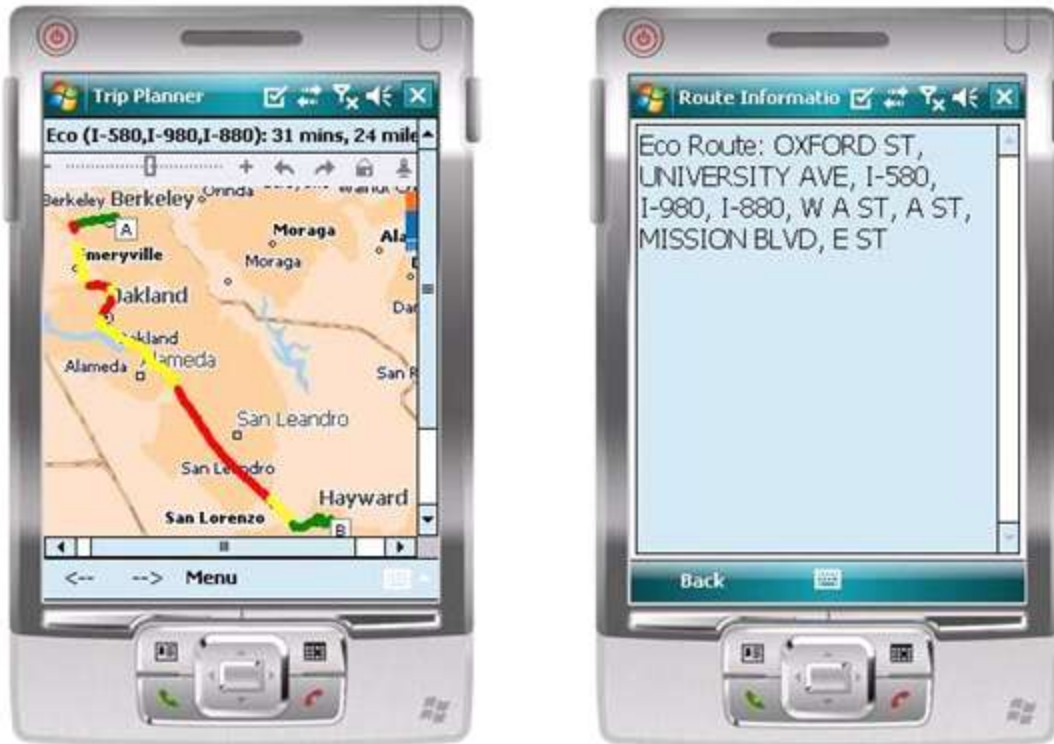 Trip Planner
Eco (I-580,I-980,I-880): 31 mins, 24 mile
Orinda
Berkeley Berkeley
A
Moraga
Ala
Emeryville
Moraga
Oakland
Oakland
Alameda Alameda
San R
San Leandro
San Leandro
Hayward
San Lorenzo
B
<-- --> Menu
Route Informatio
Eco Route: OXFORD ST,
UNIVERSITY AVE, I-580,
I-980, I-880, W A ST, A ST,
MISSION BLVD, E ST
Back